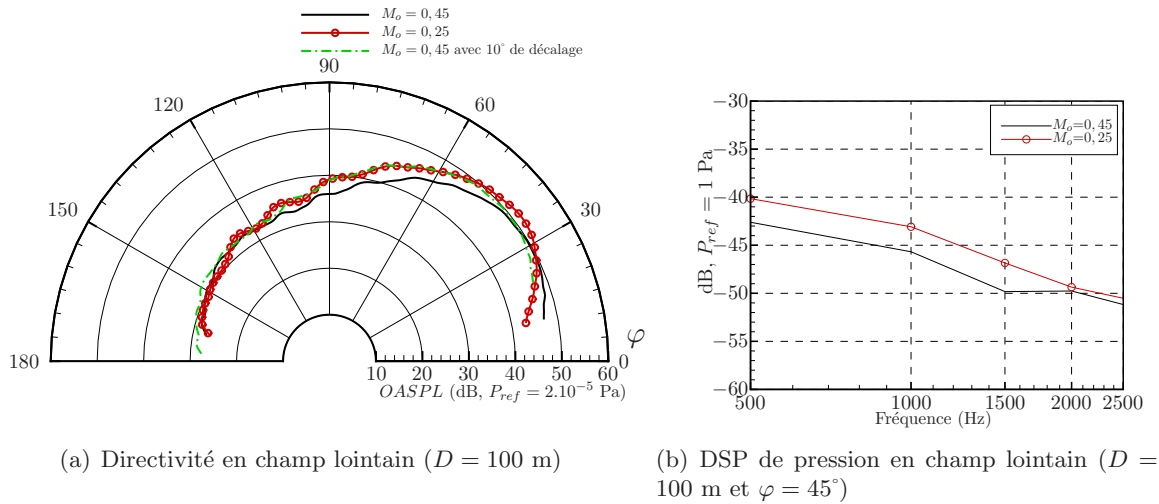 M_o = 0, 45
M_o = 0, 25
M_o = 0, 45 avec 10° de décalage
90
120
60
150
30
180
0
φ
10 20 30 40 50 60
OASPL (dB, P_ref = 2.10^-5 Pa)
(a) Directivité en champ lointain (D = 100 m)
−30
−35
−40
−45
−50
−55
−60
dB, P_ref = 1 Pa
M_o=0, 45
M_o=0, 25
500 1000 1500 2000 2500
Fréquence (Hz)
(b) DSP de pression en champ lointain (D =
100 m et φ = 45°)